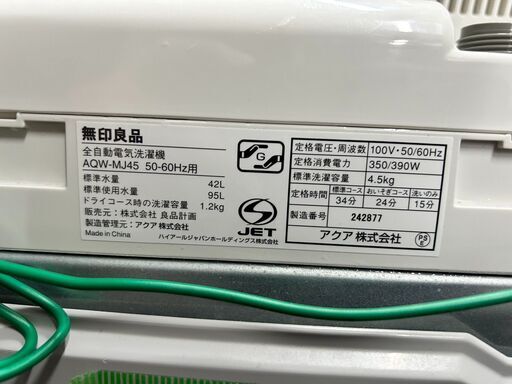 無印良品
全自動電気洗濯機
AQW-MJ45 50-60Hz用
標準水量 42L
標準使用水量 95L
ドライコース時の洗濯容量 1.2kg
販売元：株式会社 良品計画
製造管理元：アクア 株式会社
Made in China
G
JET
ハイアールジャパンホールディングス株式会社
定格電圧・周波数 100V・50/60Hz
定格消費電力 350/390W
標準洗濯容量 4.5kg
定格時間 標準コース おいそぎコース 洗いのみ
34分 24分 15分
製造番号 242877
アクア 株式会社
PS
E